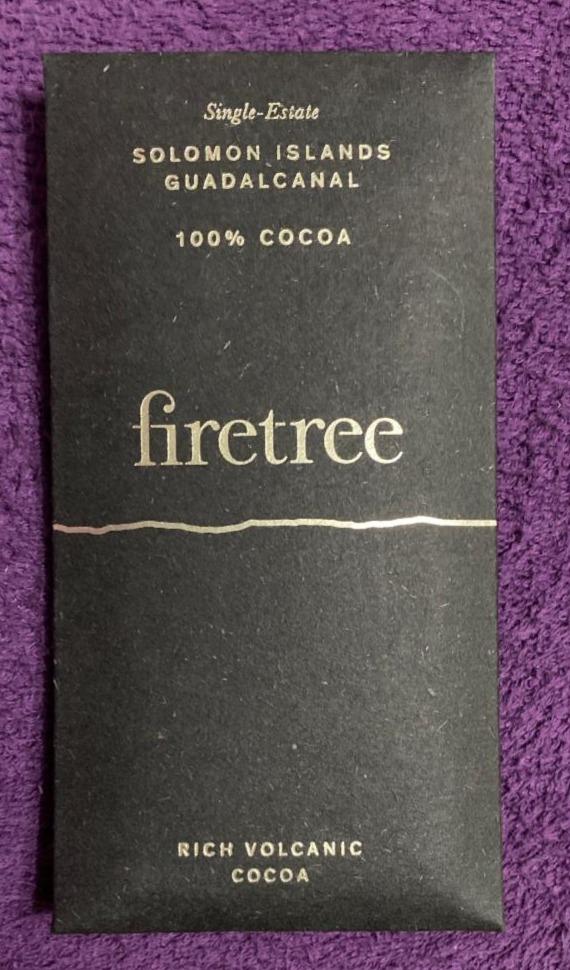 Single-Estate
SOLOMON ISLANDS
GUADALCANAL
100% COCOA
firetree
RICH VOLCANIC
COCOA